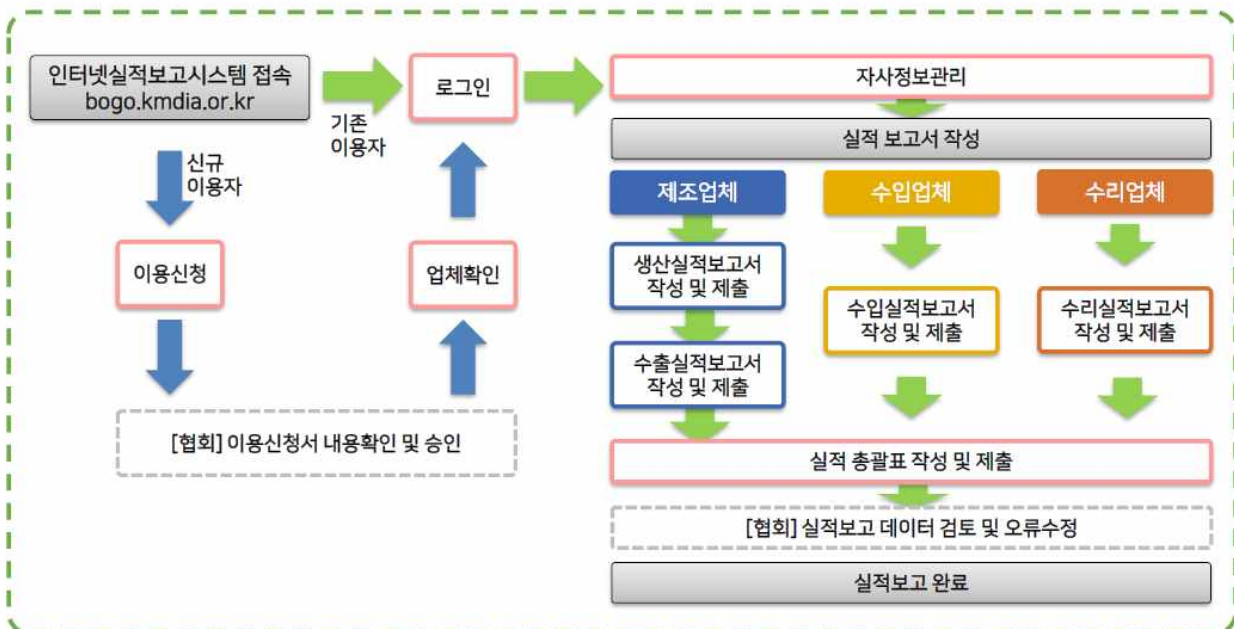 인터넷실적보고시스템 접속
bogo.kmdia.or.kr
기존
이용자
로그인
신규
이용자
이용신청
업체확인
[협회] 이용신청서 내용확인 및 승인
자사정보관리
실적 보고서 작성
제조업체
수입업체
수리업체
생산실적보고서
작성 및 제출
수출실적보고서
작성 및 제출
수입실적보고서
작성 및 제출
수리실적보고서
작성 및 제출
실적 총괄표 작성 및 제출
[협회] 실적보고 데이터 검토 및 오류수정
실적보고 완료